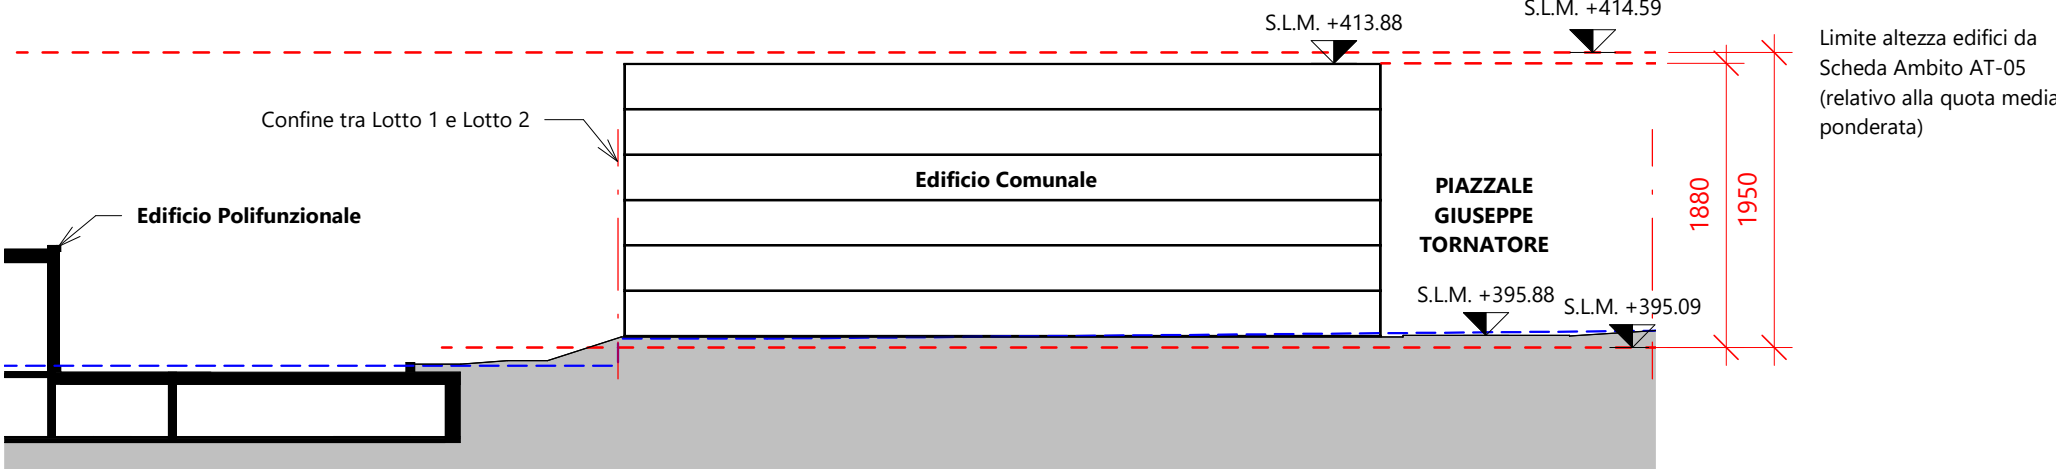 S.L.M. +414.59
S.L.M. +413.88
Limite altezza edifici da
Scheda Ambito AT-05
(relativo alla quota media
ponderata)
Confine tra Lotto 1 e Lotto 2
Edificio Comunale
PIAZZALE
GIUSEPPE
TORNATORE
1880
1950
Edificio Polifunzionale
S.L.M. +395.88
S.L.M. +395.09